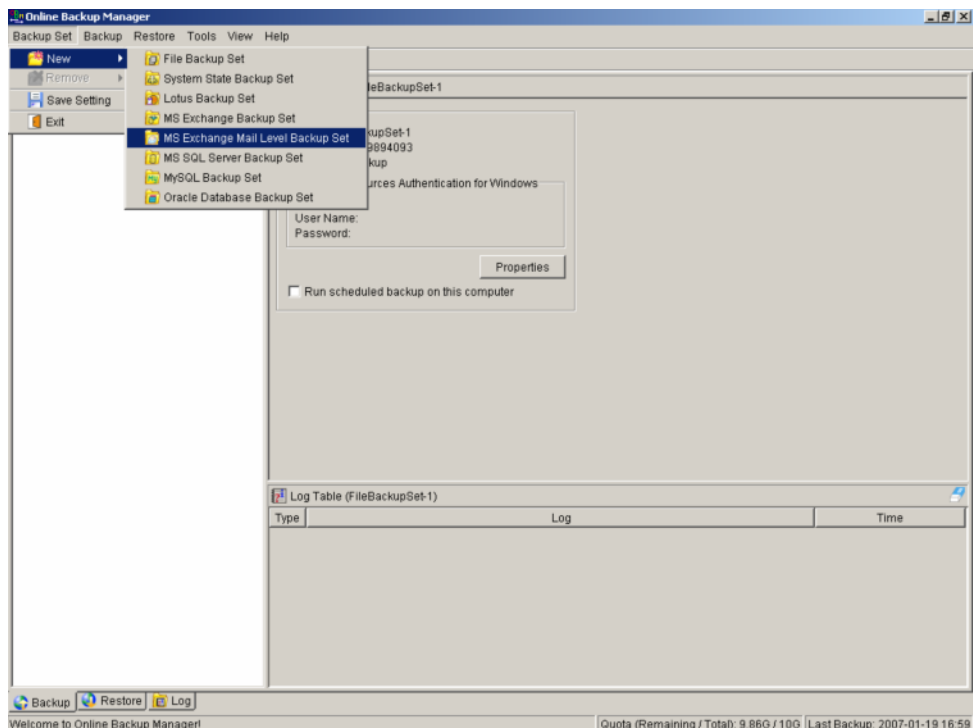 Online Backup Manager
Backup Set Backup Restore Tools View Help
New
Remove
Save Setting
Exit
File Backup Set
System State Backup Set
Lotus Backup Set
MS Exchange Backup Set
MS Exchange Mail Level Backup Set
MS SQL Server Backup Set
MySQL Backup Set
Oracle Database Backup Set
leBackupSet-1
kupSet-1
9894093
kup
urces Authentication for Windows
User Name:
Password:
Properties
Run scheduled backup on this computer
Log Table (FileBackupSet-1)
Type Log Time
Backup Restore Log
Welcome to Online Backup Manager! Quota (Remaining / Total): 9.86G / 10G Last Backup: 2007-01-19 16:59